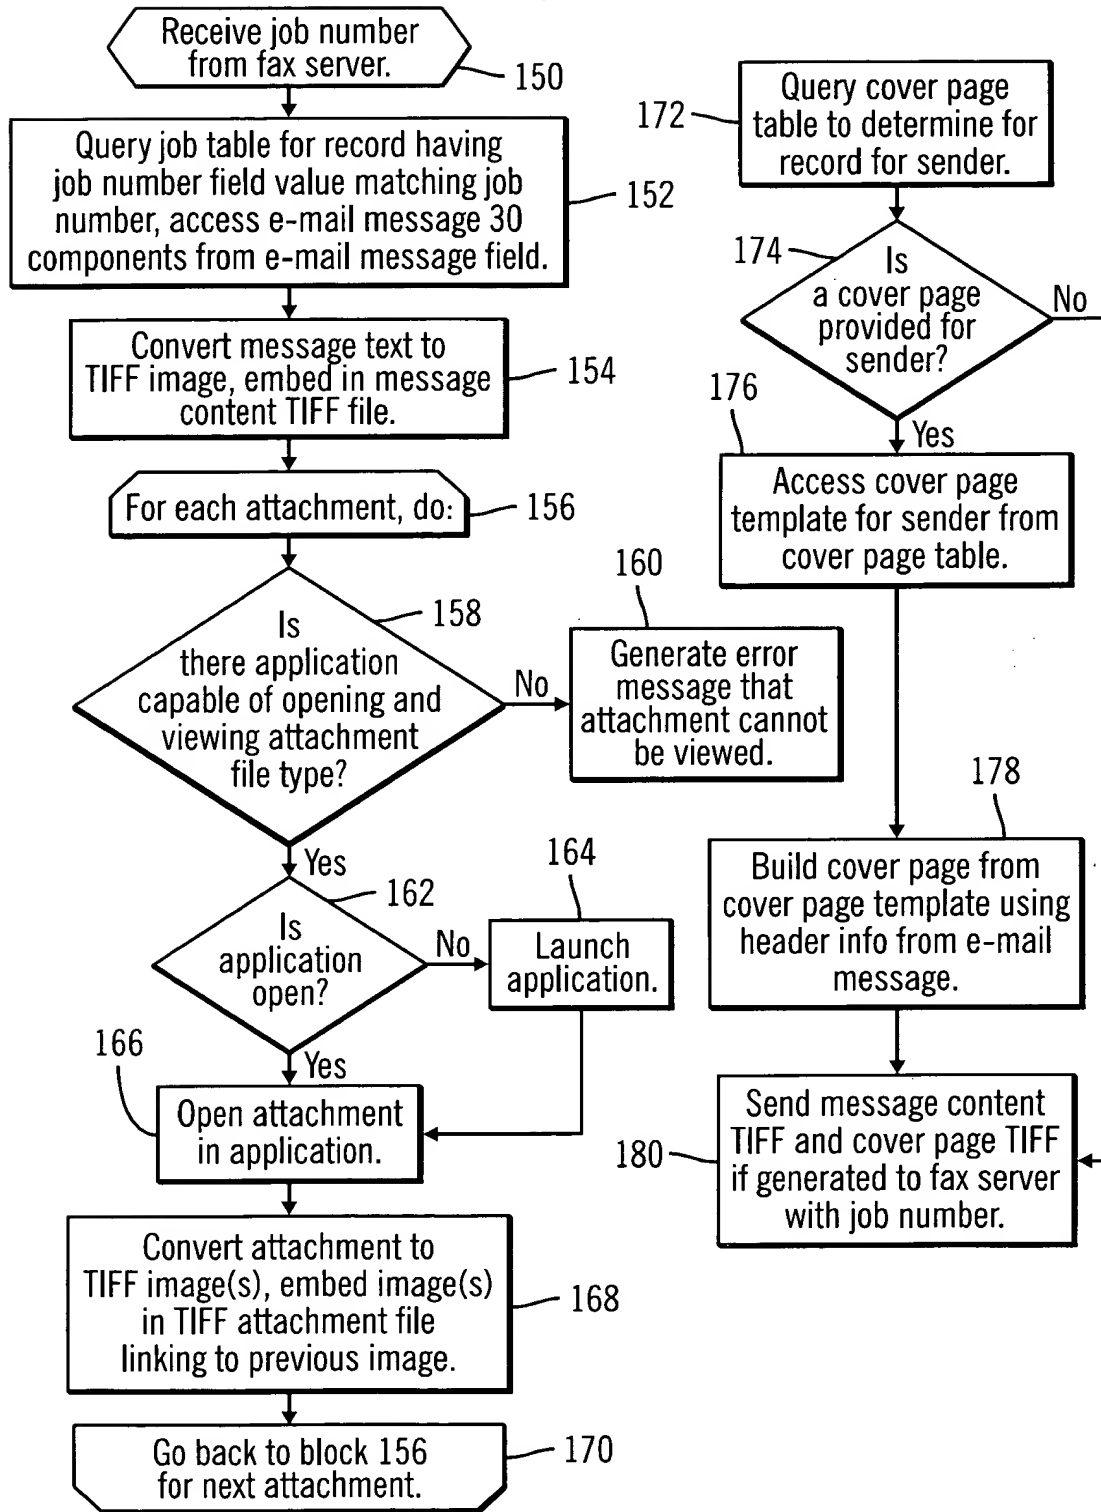 Receive job number
from fax server.
150
Query job table for record having
job number field value matching job
number, access e-mail message 30
components from e-mail message field.
152
Convert message text to
TIFF image, embed in message
content TIFF file.
154
For each attachment, do:
156
Is
there application
capable of opening and
viewing attachment
file type?
158
No
160
Generate error
message that
attachment cannot
be viewed.
Yes
162
Is
application
open?
No
164
Launch
application.
Yes
166
Open attachment
in application.
Convert attachment to
TIFF image(s), embed image(s)
in TIFF attachment file
linking to previous image.
168
Go back to block 156
for next attachment.
170
172
Query cover page
table to determine for
record for sender.
174
Is
a cover page
provided for
sender?
No
176
Yes
Access cover page
template for sender from
cover page table.
178
Build cover page from
cover page template using
header info from e-mail
message.
180
Send message content
TIFF and cover page TIFF
if generated to fax server
with job number.